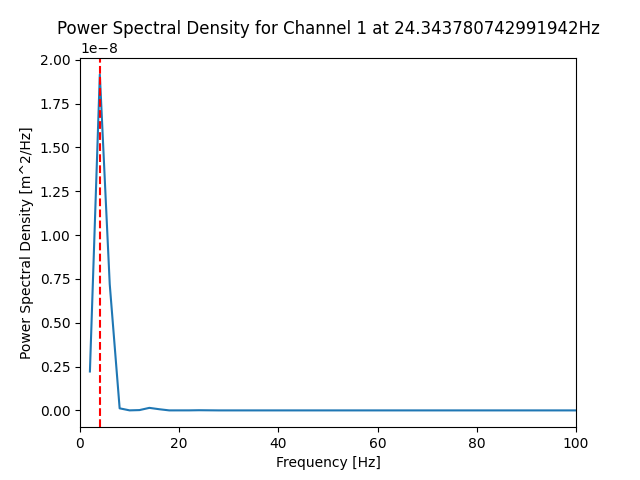 Power Spectral Density for Channel 1 at 24.343780742991942Hz
1e−8
2.00
1.75
1.50
1.25
1.00
0.75
0.50
0.25
0.00
Power Spectral Density [m^2/Hz]
0 20 40 60 80 100
Frequency [Hz]